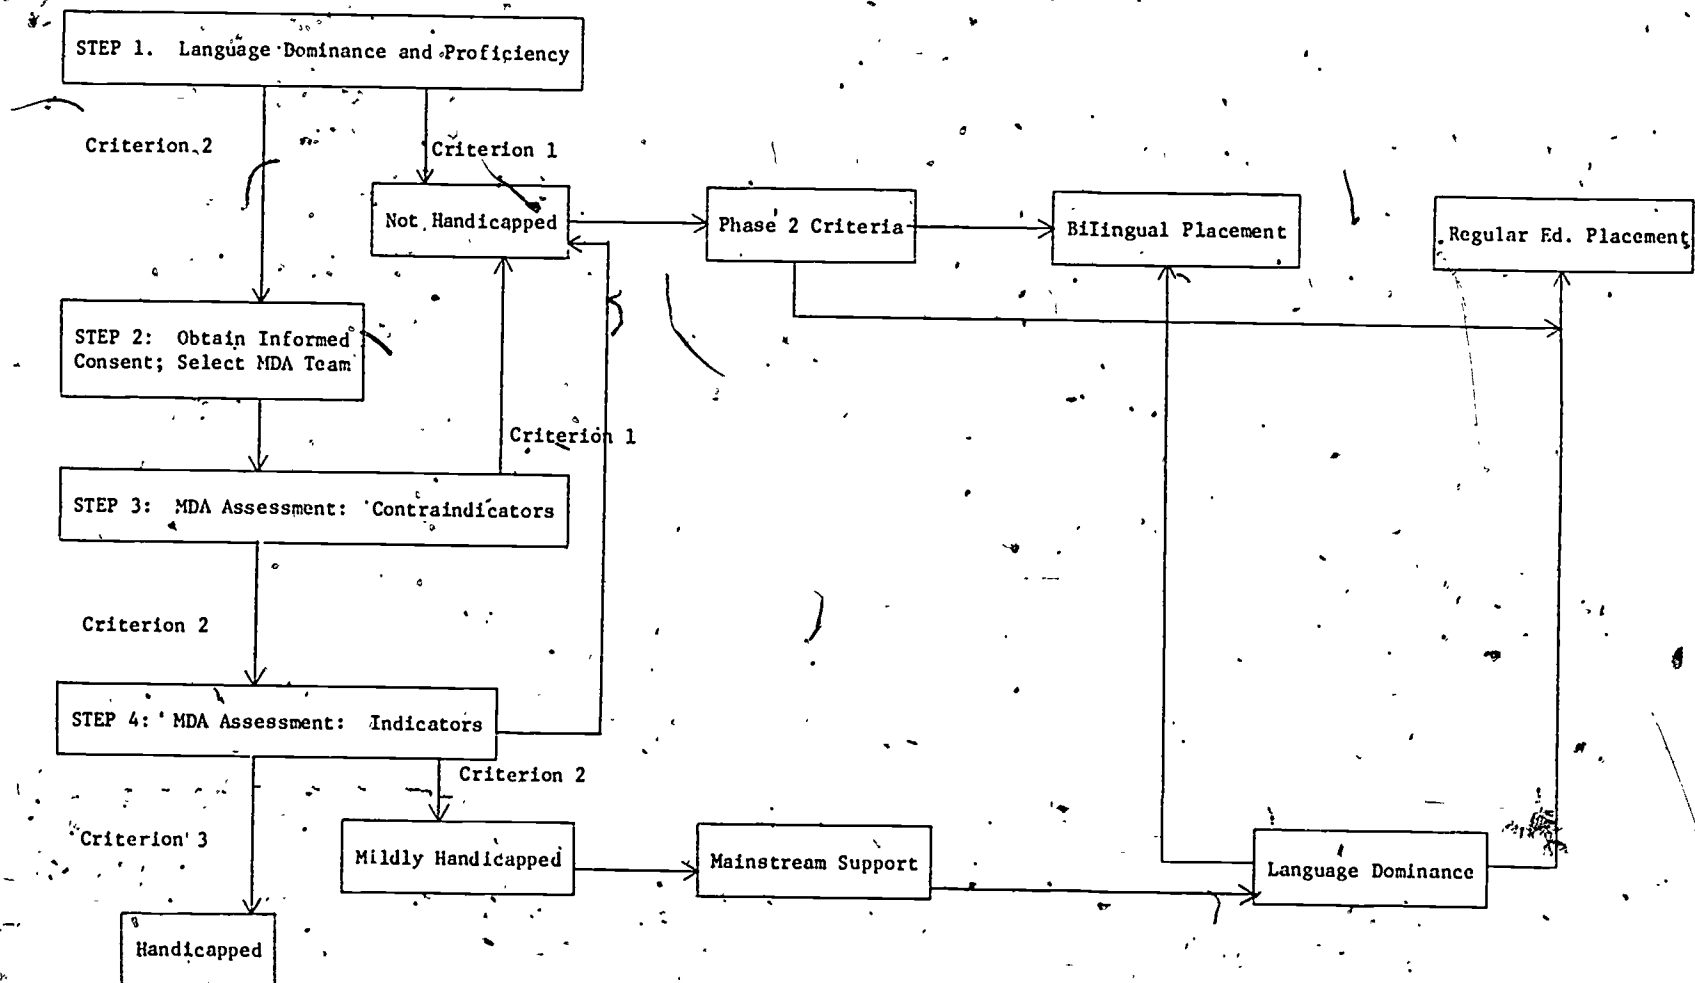 STEP 1. Language Dominance and Proficiency
Criterion 2
Criterion 1
Not Handicapped
Phase 2 Criteria
Bilingual Placement
Regular Ed. Placement
STEP 2: Obtain Informed
Consent; Select MDA Team
Criterion 1
STEP 3: MDA Assessment: Contraindicators
Criterion 2
STEP 4: MDA Assessment: Indicators
Criterion 2
Criterion 3
Mildly Handicapped
Mainstream Support
Language Dominance
Handicapped